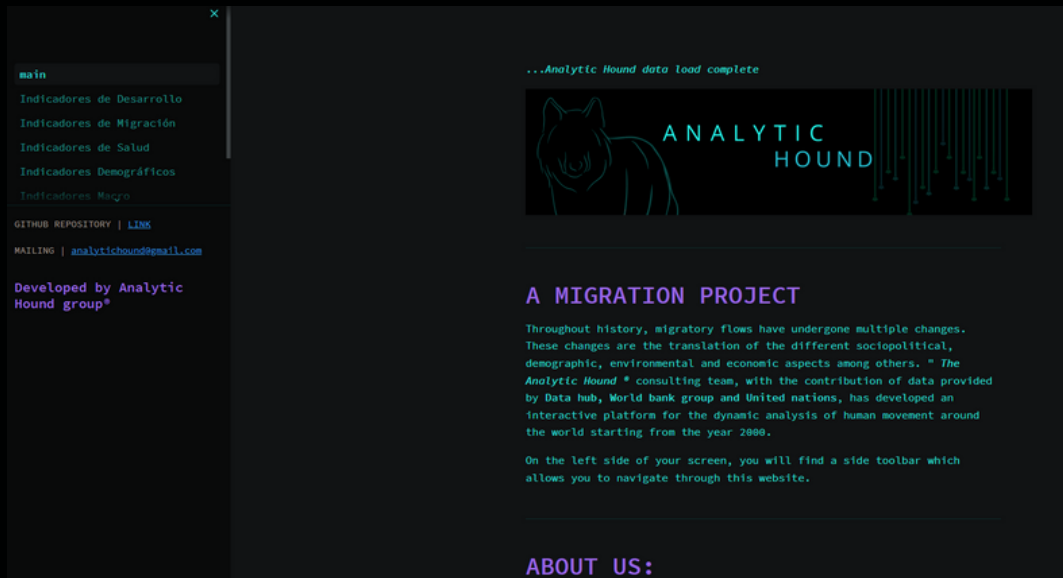 ×
main
Indicadores de Desarrollo
Indicadores de Migración
Indicadores de Salud
Indicadores Demográficos
Indicadores Macro
GITHUB REPOSITORY | LINK
MAILING | analytichound@gmail.com
Developed by Analytic
Hound group®
...Analytic Hound data load complete
ANALYTIC
HOUND
A MIGRATION PROJECT
Throughout history, migratory flows have undergone multiple changes.
These changes are the translation of the different sociopolitical,
demographic, environmental and economic aspects among others. " The
Analytic Hound ® consulting team, with the contribution of data provided
by Data hub, World bank group and United nations, has developed an
interactive platform for the dynamic analysis of human movement around
the world starting from the year 2000.
On the left side of your screen, you will find a side toolbar which
allows you to navigate through this website.
ABOUT US: